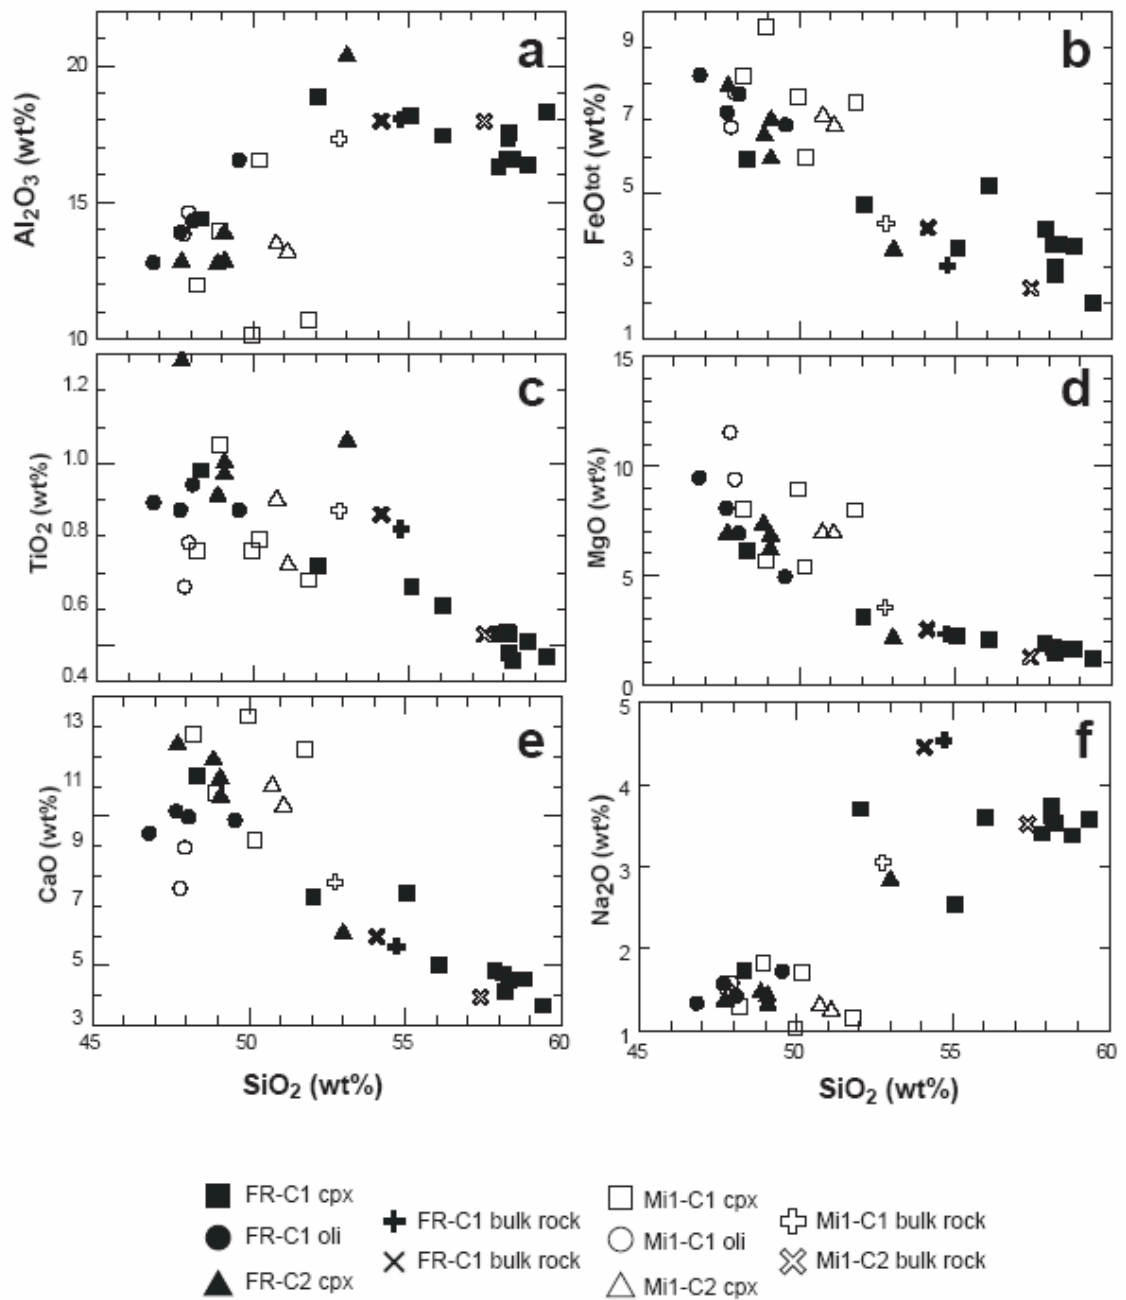 a
20
15
10
Al2O3 (wt%)
b
9
7
5
3
1
FeOtot (wt%)
c
1.2
1.0
0.8
0.6
0.4
TiO2 (wt%)
d
15
10
5
0
MgO (wt%)
e
13
11
9
7
5
3
CaO (wt%)
45 50 55 60
SiO2 (wt%)
f
5
4
3
2
1
Na2O (wt%)
45 50 55 60
SiO2 (wt%)
FR-C1 cpx
FR-C1 oli
FR-C2 cpx
FR-C1 bulk rock
FR-C1 bulk rock
Mi1-C1 cpx
Mi1-C1 oli
Mi1-C2 cpx
Mi1-C1 bulk rock
Mi1-C2 bulk rock